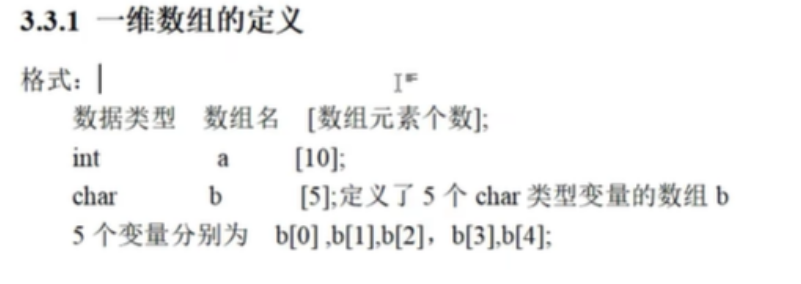 3.3.1 一维数组的定义
格式：
数据类型 数组名 [数组元素个数];
int a [10];
char b [5];定义了 5 个 char 类型变量的数组 b
5 个变量分别为 b[0] ,b[1],b[2]，b[3],b[4];